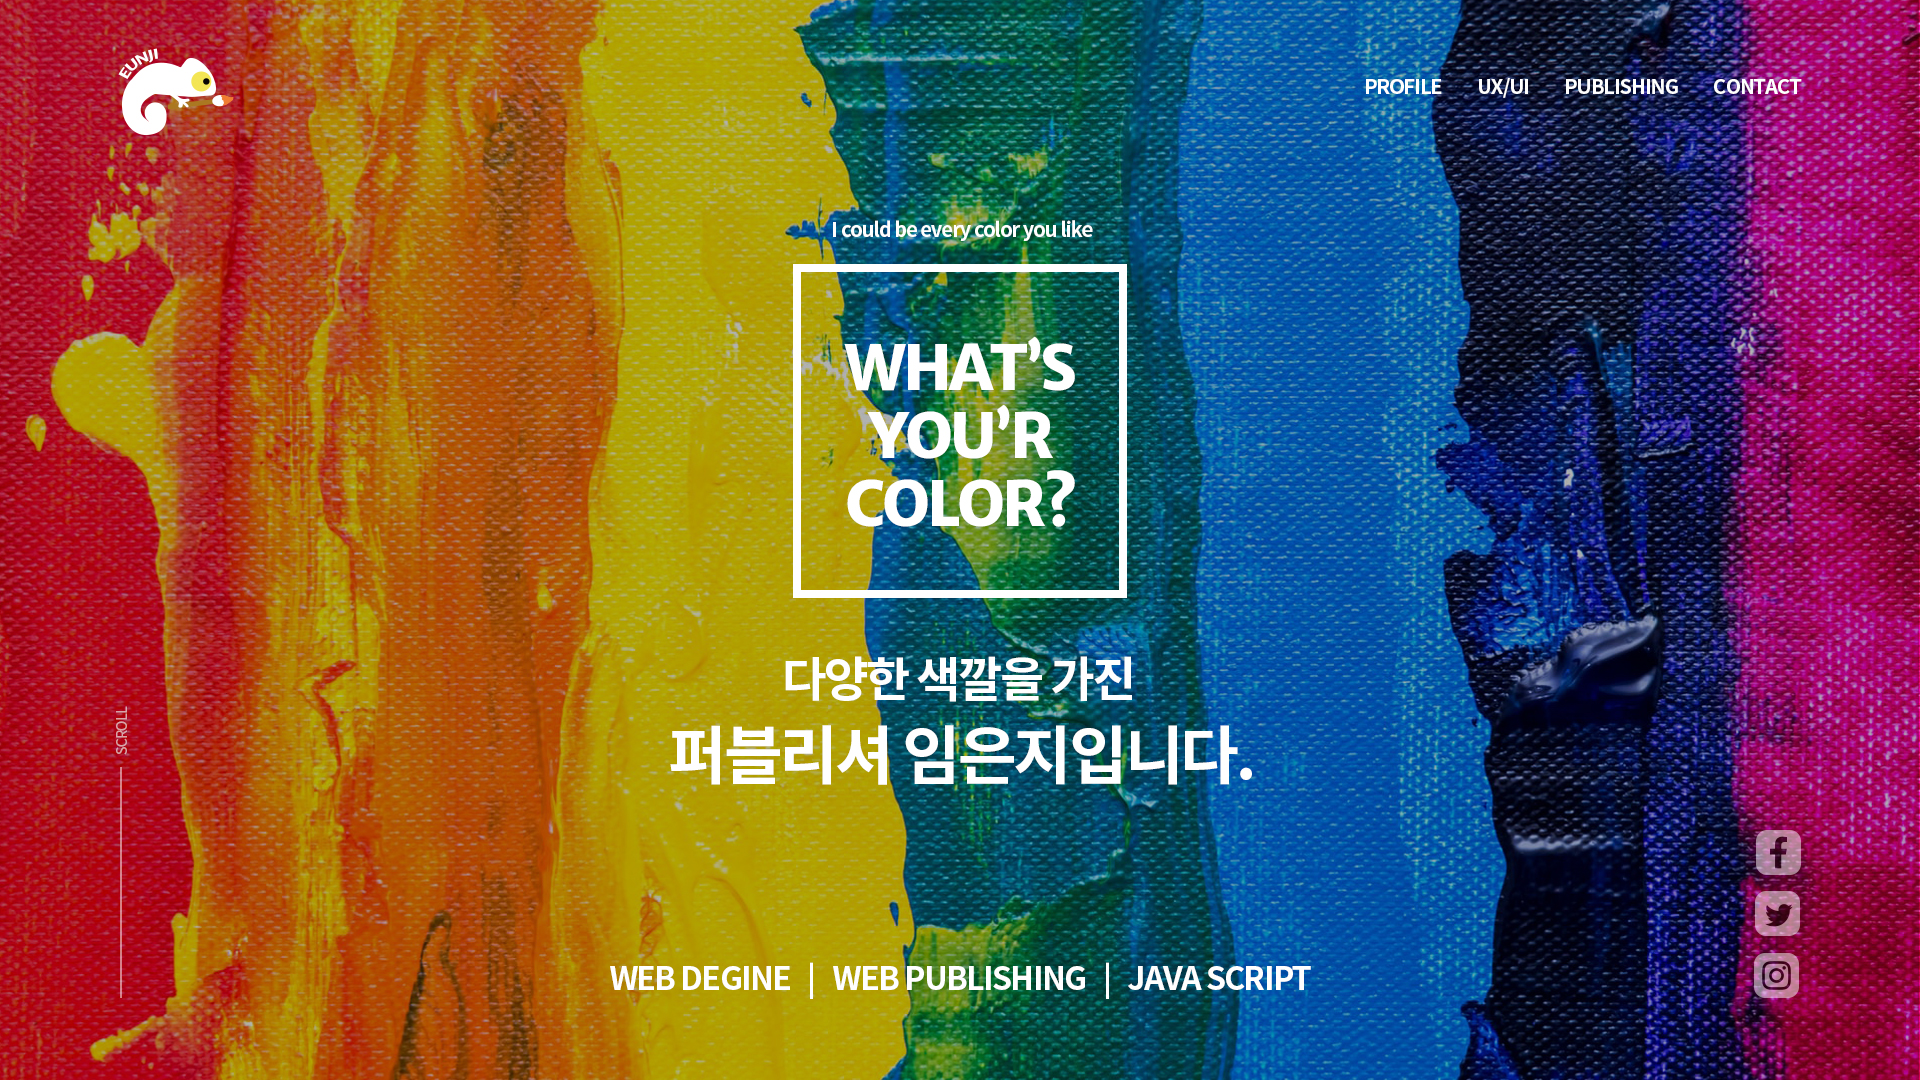 EUNJI
PROFILE UX/UI PUBLISHING CONTACT
I could be every color you like
WHAT'S
YOU'R
COLOR?
다양한 색깔을 가진
퍼블리셔 임은지입니다.
SCROLL
WEB DEGINE | WEB PUBLISHING | JAVA SCRIPT